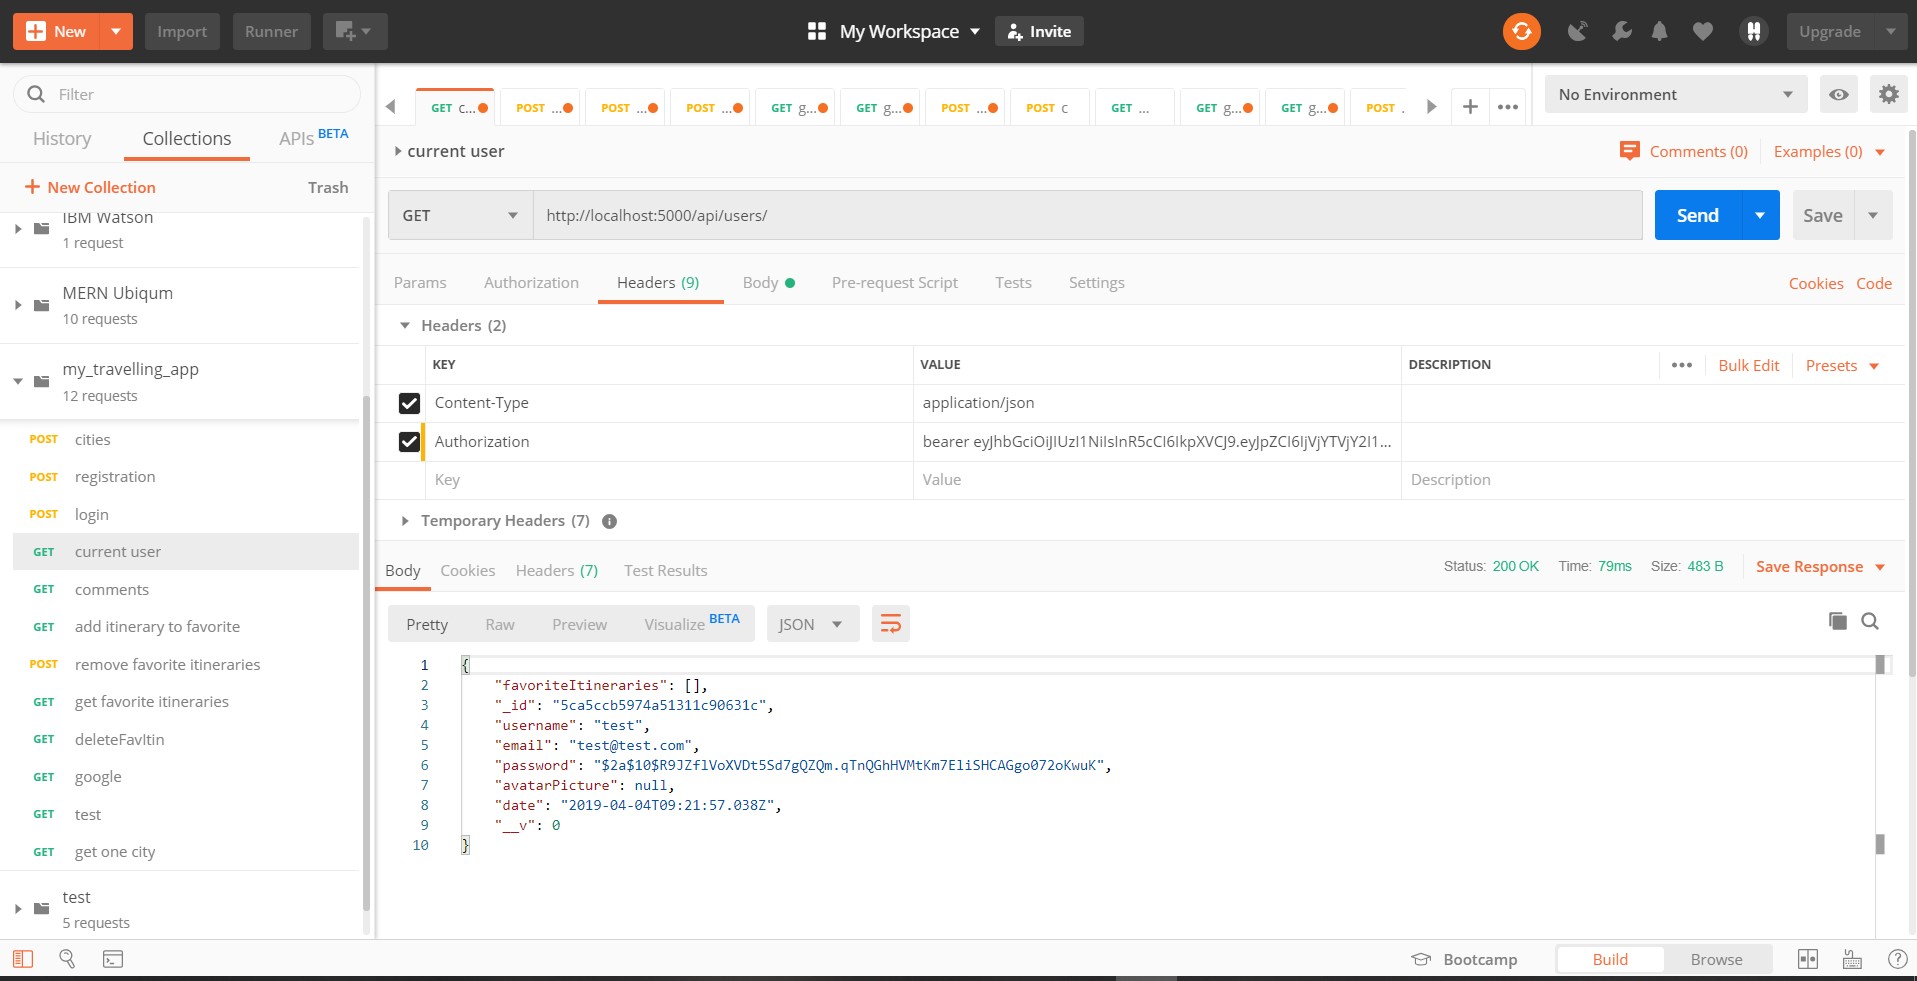 New Import Runner My Workspace Invite Upgrade
Filter
GET c... POST ... POST ... POST ... GET g... GET g... POST ... POST c GET ... GET g... GET g... POST .
No Environment
History Collections APIs BETA
current user Comments (0) Examples (0)
+ New Collection Trash
GET http://localhost:5000/api/users/ Send Save
IBM Watson
1 request
MERN Ubiqum
10 requests
my_travelling_app
12 requests
POST cities
POST registration
POST login
GET current user
GET comments
GET add itinerary to favorite
POST remove favorite itineraries
GET get favorite itineraries
GET deleteFavItin
GET google
GET test
GET get one city
test
5 requests
Params Authorization Headers (9) Body Pre-request Script Tests Settings Cookies Code
Headers (2)
KEY VALUE DESCRIPTION ••• Bulk Edit Presets
Content-Type application/json
Authorization bearer eyJhbGciOiJIUzI1NiIsInR5cCI6IkpXVCJ9.eyJpZCI6IjVjYTVjY2I1...
Key Value Description
Temporary Headers (7)
Body Cookies Headers (7) Test Results Status: 200 OK Time: 79ms Size: 483 B Save Response
Pretty Raw Preview Visualize BETA JSON
1 {
2 "favoriteItineraries": [],
3 "_id": "5ca5ccb5974a51311c90631c",
4 "username": "test",
5 "email": "test@test.com",
6 "password": "$2a$10$R9JZflVoXVDt5Sd7gQZQm.qTnQGhHVMtKm7EliSHCAGgo072oKwuK",
7 "avatarPicture": null,
8 "date": "2019-04-04T09:21:57.038Z",
9 "__v": 0
10 }
Bootcamp Build Browse